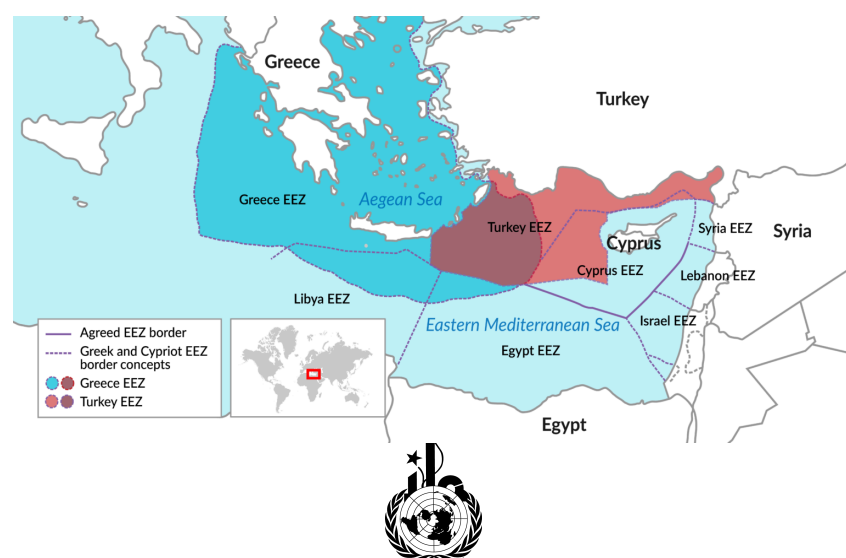 Greece
Turkey
Greece EEZ
Aegean Sea
Turkey EEZ
Cyprus
Syria EEZ
Syria
Cyprus EEZ
Lebanon EEZ
Libya EEZ
Israel EEZ
Eastern Mediterranean Sea
Egypt EEZ
Agreed EEZ border
Greek and Cypriot EEZ
border concepts
Greece EEZ
Turkey EEZ
Egypt
ila